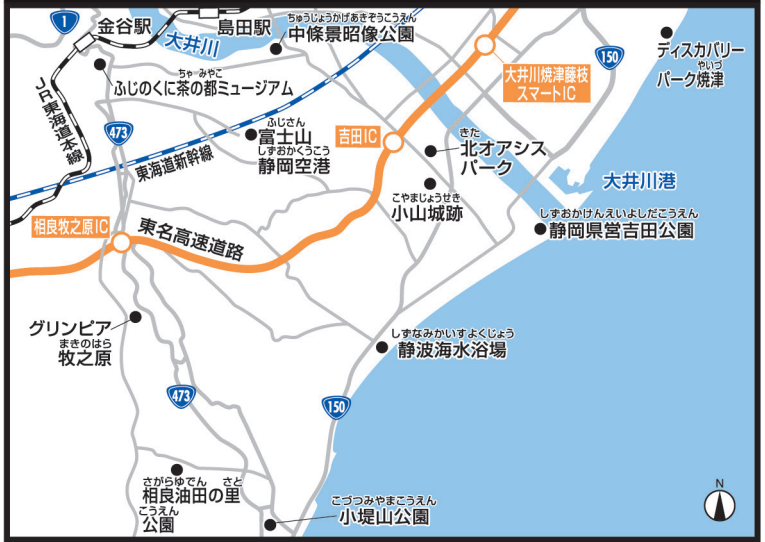 1
金谷駅
島田駅
大井川
ちゅうじょうかげあきぞうこうえん
中條景昭像公園
150
ディスカバリー
やいづ
パーク焼津
大井川焼津藤枝
スマートIC
ちゃ みやこ
ふじのくに茶の都ミュージアム
JR東海道本線
473
東海道新幹線
ふじさん
富士山
しずおかくうこう
静岡空港
吉田IC
きた
北オアシス
パーク
こやまじょうせき
小山城跡
大井川港
しずおかけんえいよしだこうえん
静岡県営吉田公園
相良牧之原IC
東名高速道路
グリンピア
まきのはら
牧之原
しずなみかいすいよくじょう
静波海水浴場
473
150
さがらゆでん さと
相良油田の里
こうえん
公園
こづつみやまこうえん
小堤山公園
N